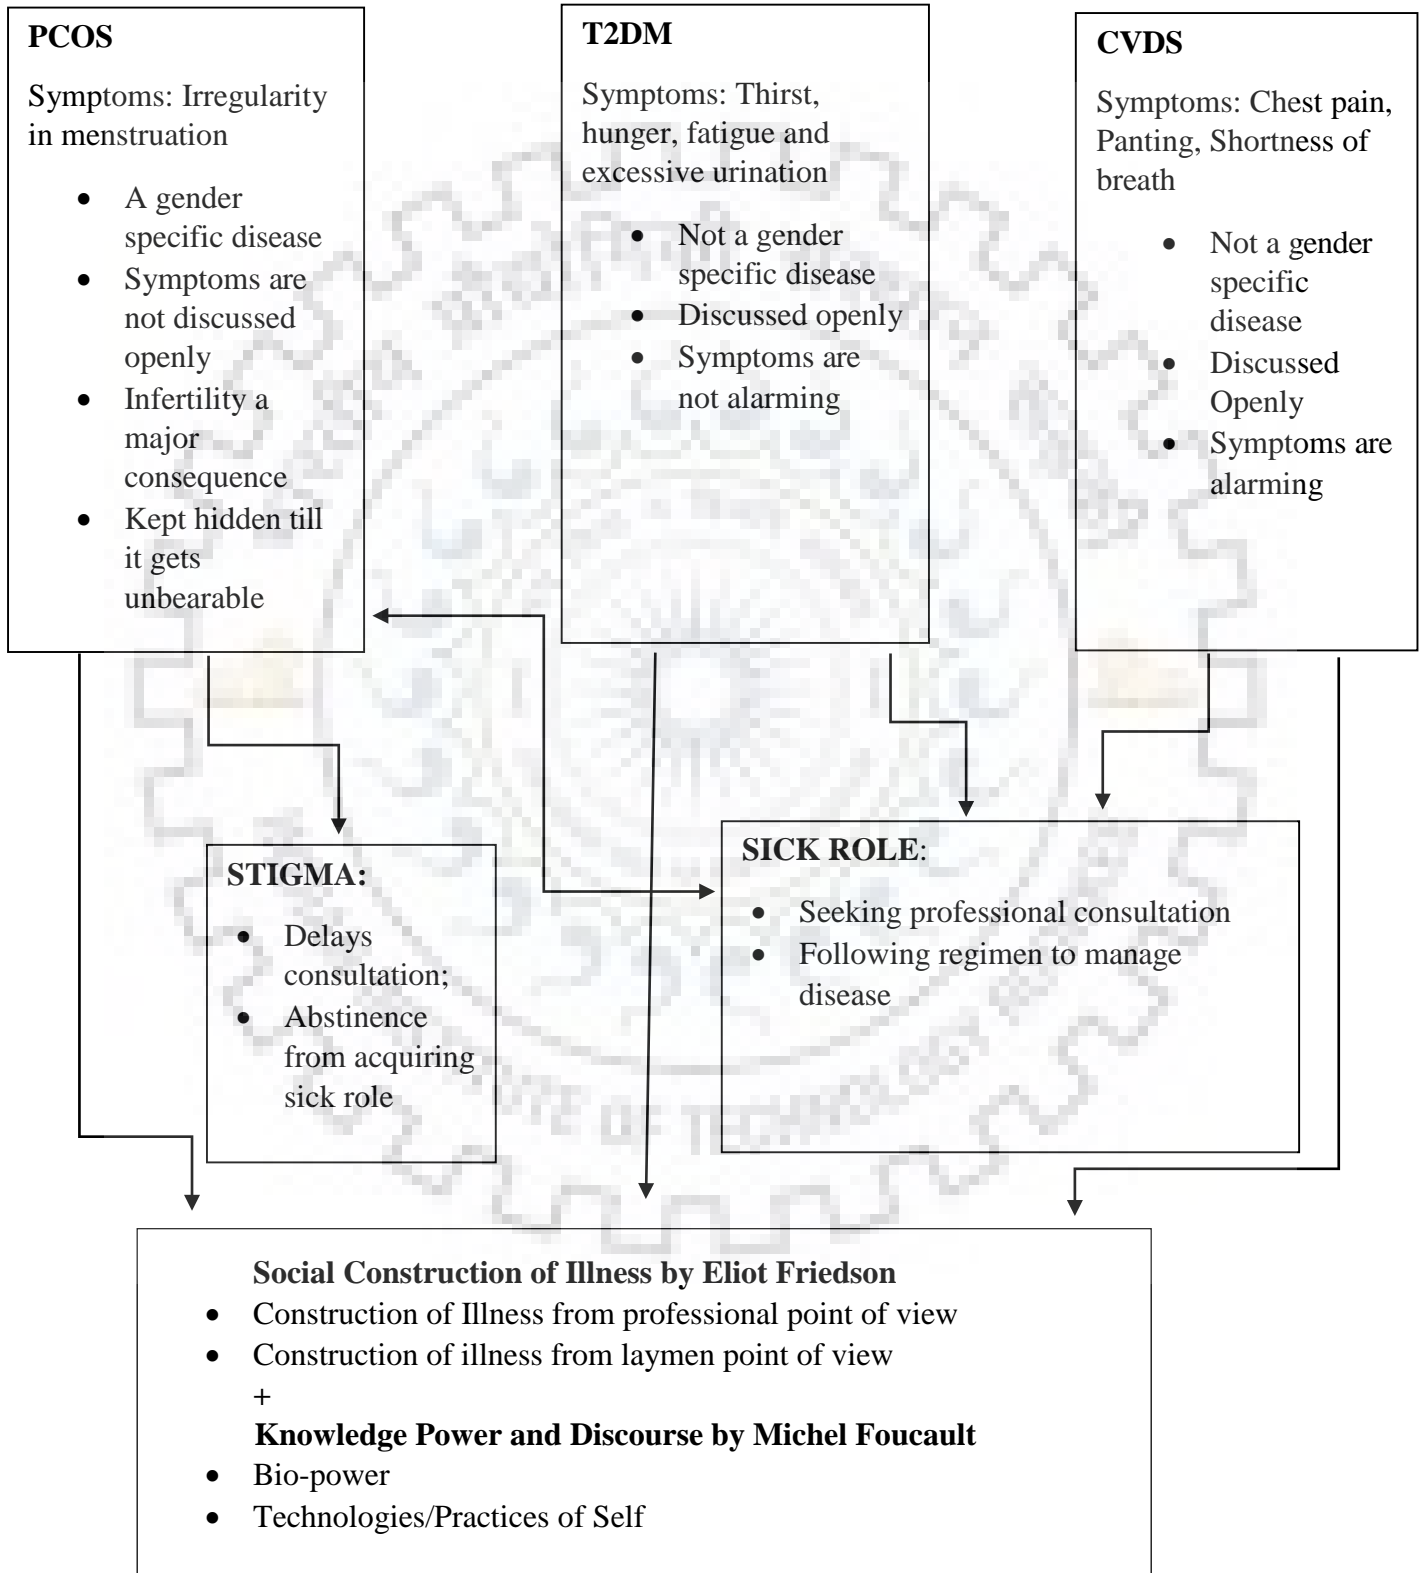 PCOS
Symptoms: Irregularity
in menstruation
• A gender
specific disease
• Symptoms are
not discussed
openly
• Infertility a
major
consequence
• Kept hidden till
it gets
unbearable
T2DM
Symptoms: Thirst,
hunger, fatigue and
excessive urination
• Not a gender
specific disease
• Discussed openly
• Symptoms are
not alarming
CVDS
Symptoms: Chest pain,
Panting, Shortness of
breath
• Not a gender
specific
disease
• Discussed
Openly
• Symptoms are
alarming
STIGMA:
• Delays
consultation;
• Abstinence
from acquiring
sick role
SICK ROLE:
• Seeking professional consultation
• Following regimen to manage
disease
Social Construction of Illness by Eliot Friedson
• Construction of Illness from professional point of view
• Construction of illness from laymen point of view
+
Knowledge Power and Discourse by Michel Foucault
• Bio-power
• Technologies/Practices of Self
OF TECHNOLOGY